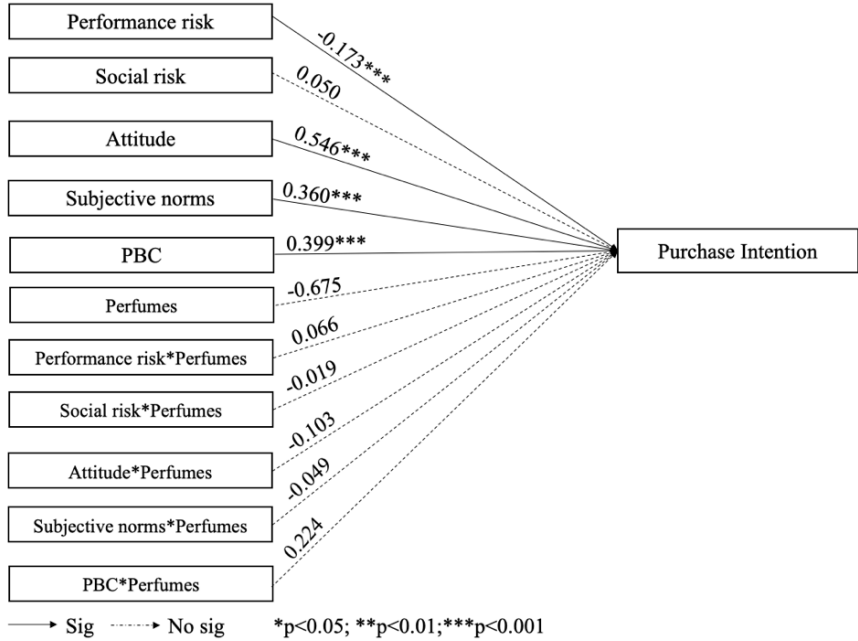 Performance risk
-0.173***
Social risk
0.050
Attitude
0.546***
Subjective norms
0.360***
PBC
0.399***
Purchase Intention
Perfumes
-0.675
Performance risk*Perfumes
0.066
Social risk*Perfumes
-0.019
Attitude*Perfumes
-0.103
Subjective norms*Perfumes
-0.049
PBC*Perfumes
0.224
Sig No sig *p<0.05; **p<0.01;***p<0.001